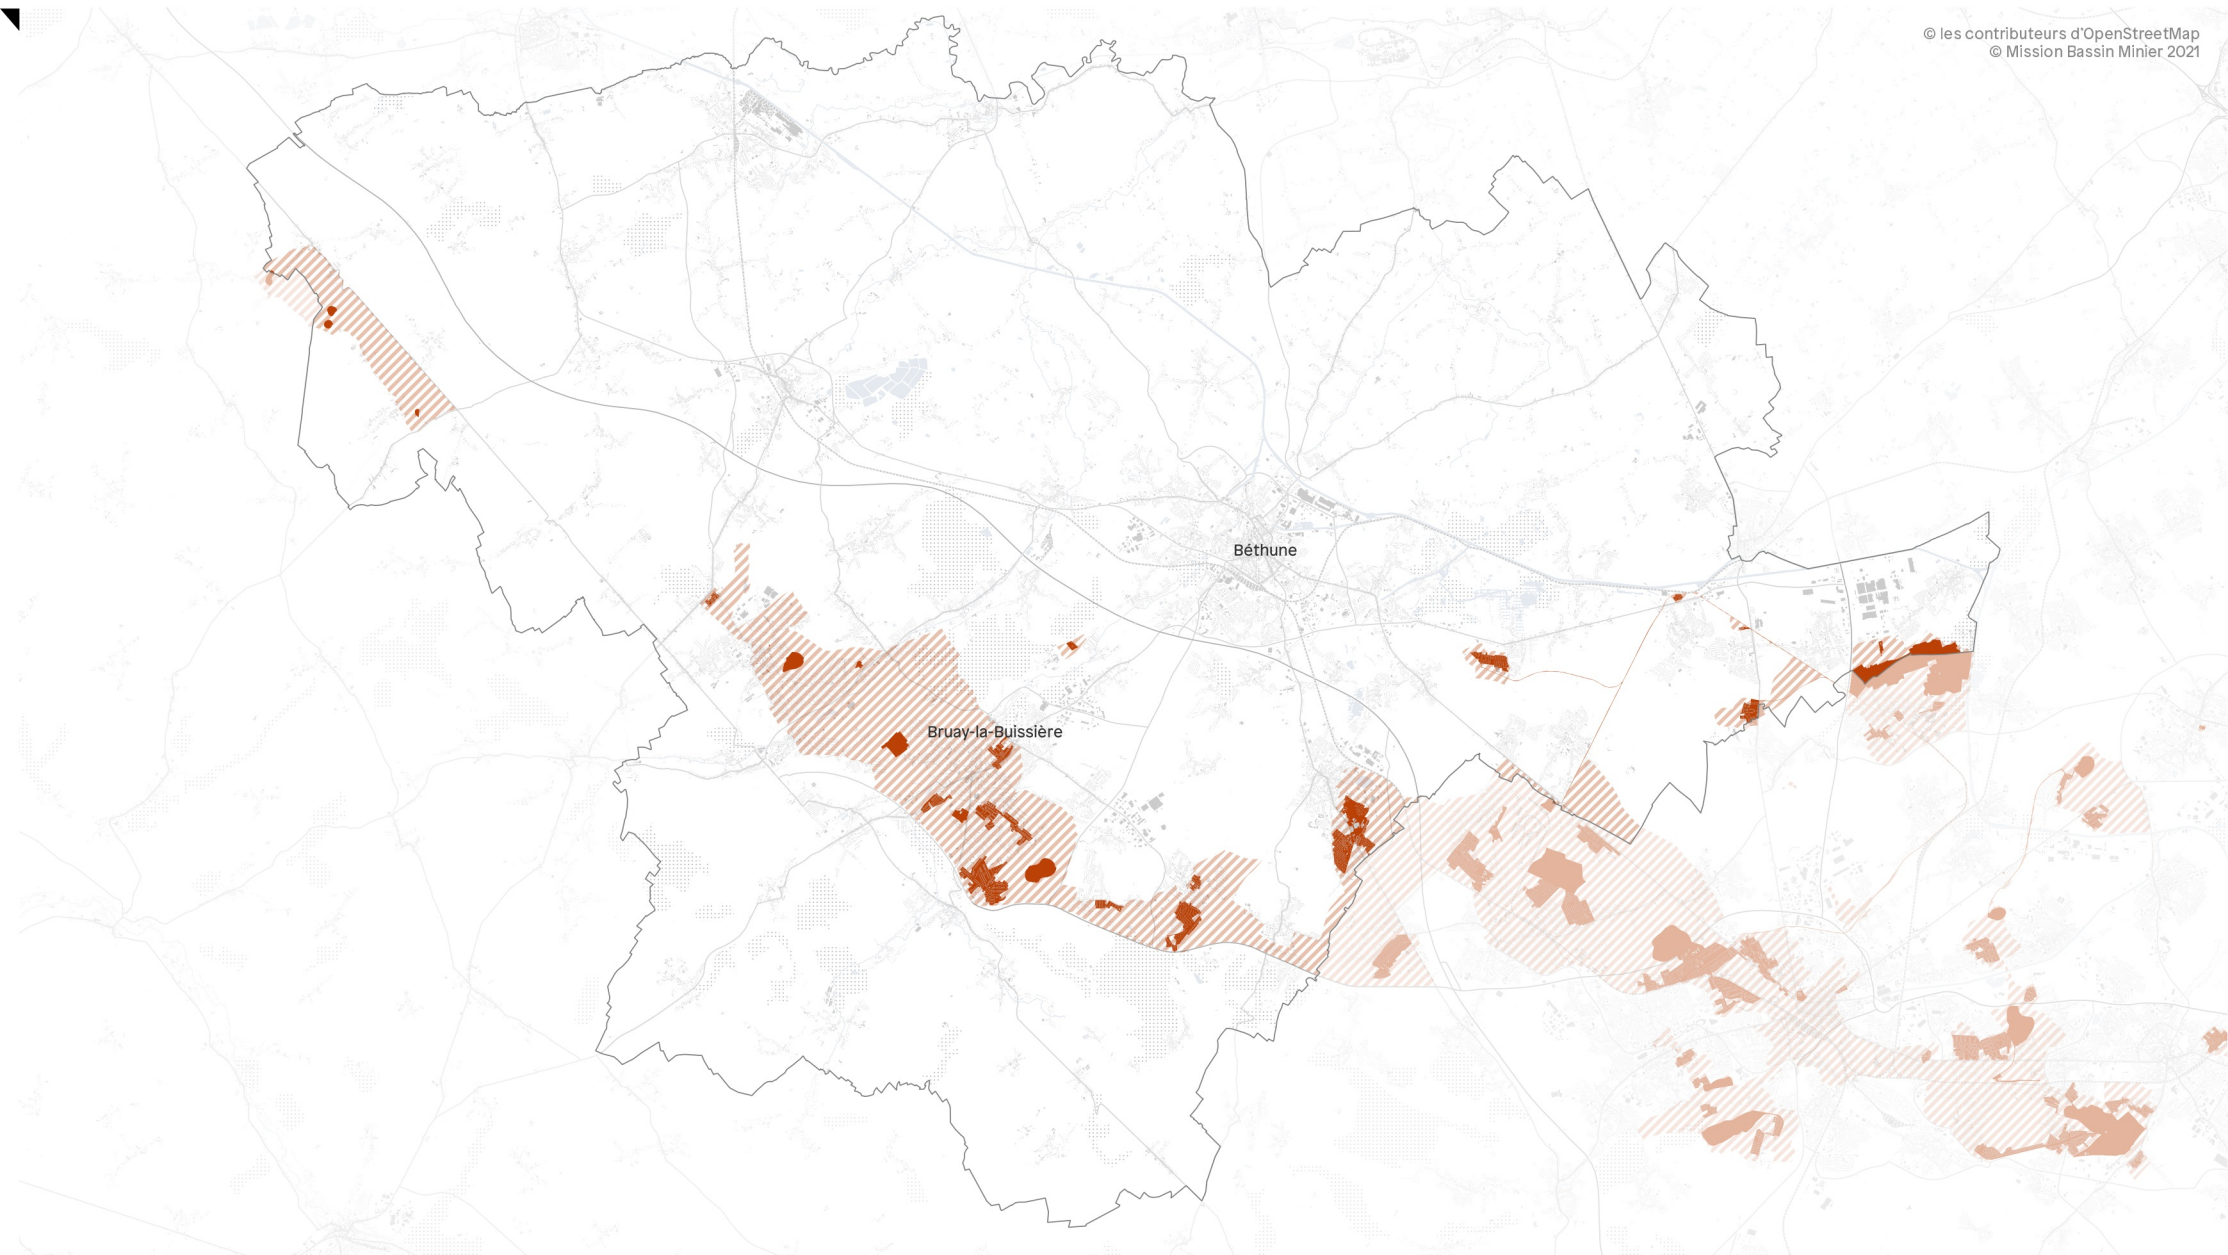 © les contributeurs d'OpenStreetMap
© Mission Bassin Minier 2021
Béthune
Bruay-la-Buissière